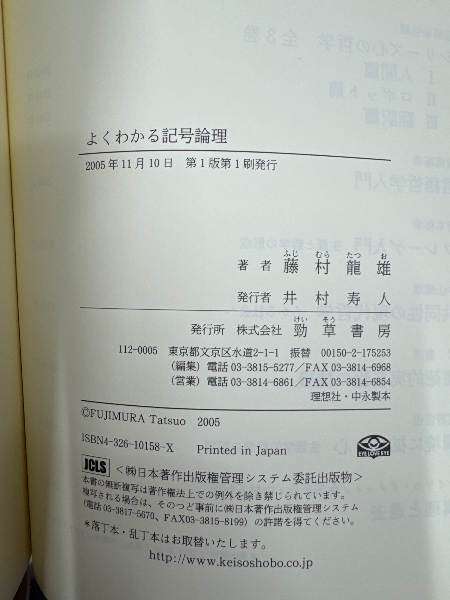 よくわかる記号論理
2005年11月10日 第1版第1刷発行
ふじ むら たつ お
著者 藤村龍雄
発行者 井村寿人
けい そう
発行所 株式会社 勁草書房
112-0005 東京都文京区水道2-1-1 振替 00150-2-175253
(編集)電話 03-3815-5277/FAX 03-3814-6968
(営業)電話 03-3814-6861/FAX 03-3814-6854
理想社・中永製本
©FUJIMURA Tatsuo 2005
ISBN4-326-10158-X Printed in Japan
EYE LOVE EYE
JCLS <㈱日本著作出版権管理システム委託出版物>
本書の無断複写は著作権法上での例外を除き禁じられています。
複写される場合は、そのつど事前に㈱日本著作出版権管理システム
(電話03-3817-5670、FAX03-3815-8199)の許諾を得てください。
*落丁本・乱丁本はお取替いたします。
http://www.keisoshobo.co.jp